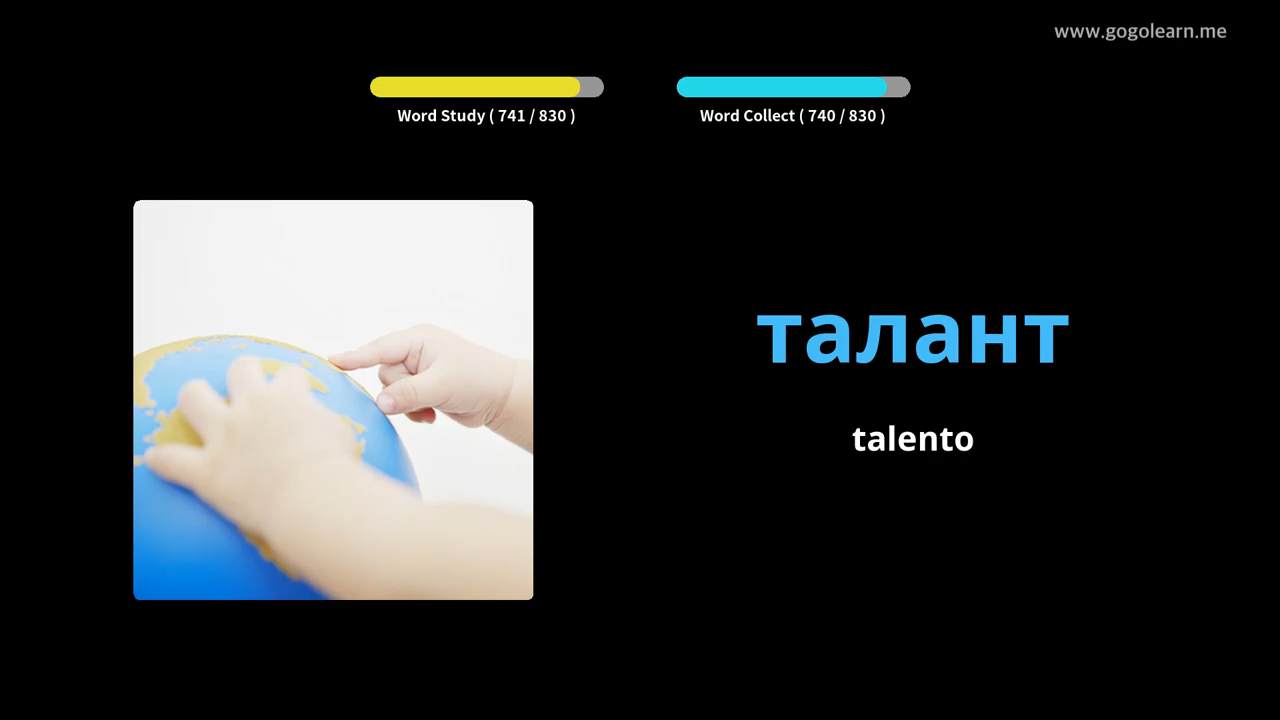 www.gogolearn.me
Word Study ( 741 / 830 )
Word Collect ( 740 / 830 )
талант
talento